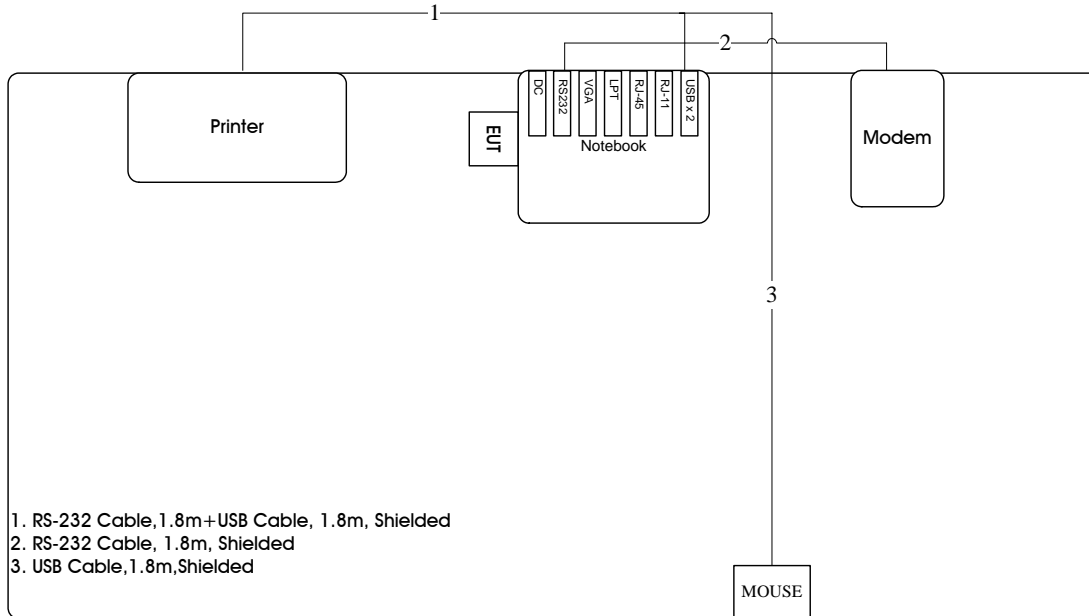 1
2
DC
RS232
VGA
LPT
RJ-45
RJ-11
USB x 2
Printer
EUT
Notebook
Modem
3
1. RS-232 Cable,1.8m+USB Cable, 1.8m, Shielded
2. RS-232 Cable, 1.8m, Shielded
3. USB Cable,1.8m,Shielded
MOUSE